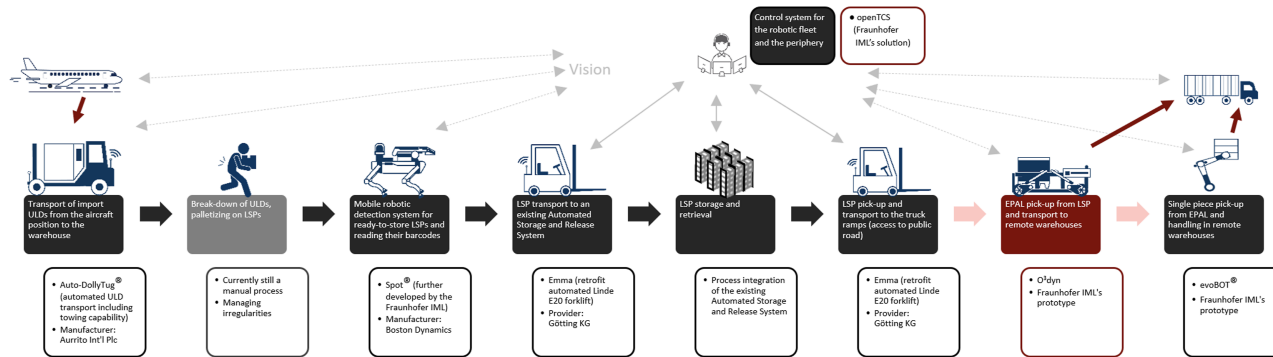 Control system for
the robotic fleet
and the periphery
• openTCS
(Fraunhofer
IML's solution)
Vision
Transport of import
ULDs from the aircraft
position to the
warehouse
Break-down of ULDs,
palletizing on LSPs
Mobile robotic
detection system for
ready-to-store LSPs and
reading their barcodes
LSP transport to an
existing Automated
Storage and Release
System
LSP storage and
retrieval
LSP pick-up and
transport to the truck
ramps (access to public
road)
EPAL pick-up from LSP
and transport to
remote warehouses
Single piece pick-up
from EPAL and
handling in remote
warehouses
• Auto-DollyTug®
(automated ULD
transport including
towing capability)
• Manufacturer:
Aurrito Int'l Plc
• Currently still a
manual process
• Managing
irregularities
• Spot® (further
developed by the
Fraunhofer IML)
• Manufacturer:
Boston Dynamics
• Emma (retrofit
automated Linde
E20 forklift)
• Provider:
Götting KG
• Process integration
of the existing
Automated Storage
and Release System
• Emma (retrofit
automated Linde
E20 forklift)
• Provider:
Götting KG
• O³dyn
• Fraunhofer IML's
prototype
• evoBOT®
• Fraunhofer IML's
prototype